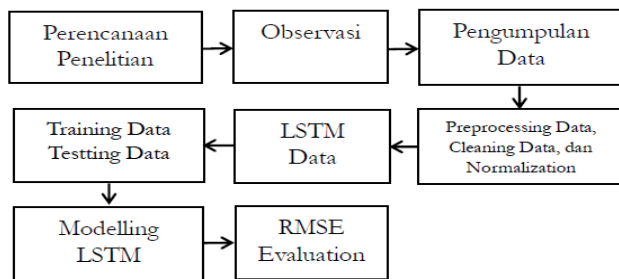 Perencanaan
Penelitian
Observasi
Pengumpulan
Data
Preprocessing Data,
Cleaning Data, dan
Normalization
LSTM
Data
Training Data
Testting Data
Modelling
LSTM
RMSE
Evaluation